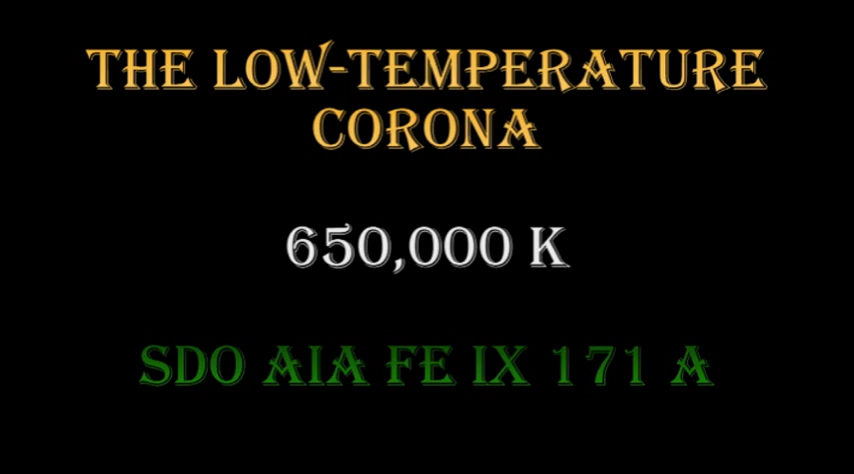 THE LOW-TEMPERATURE
CORONA
650,000 K
SDO AIA FE IX 171 A